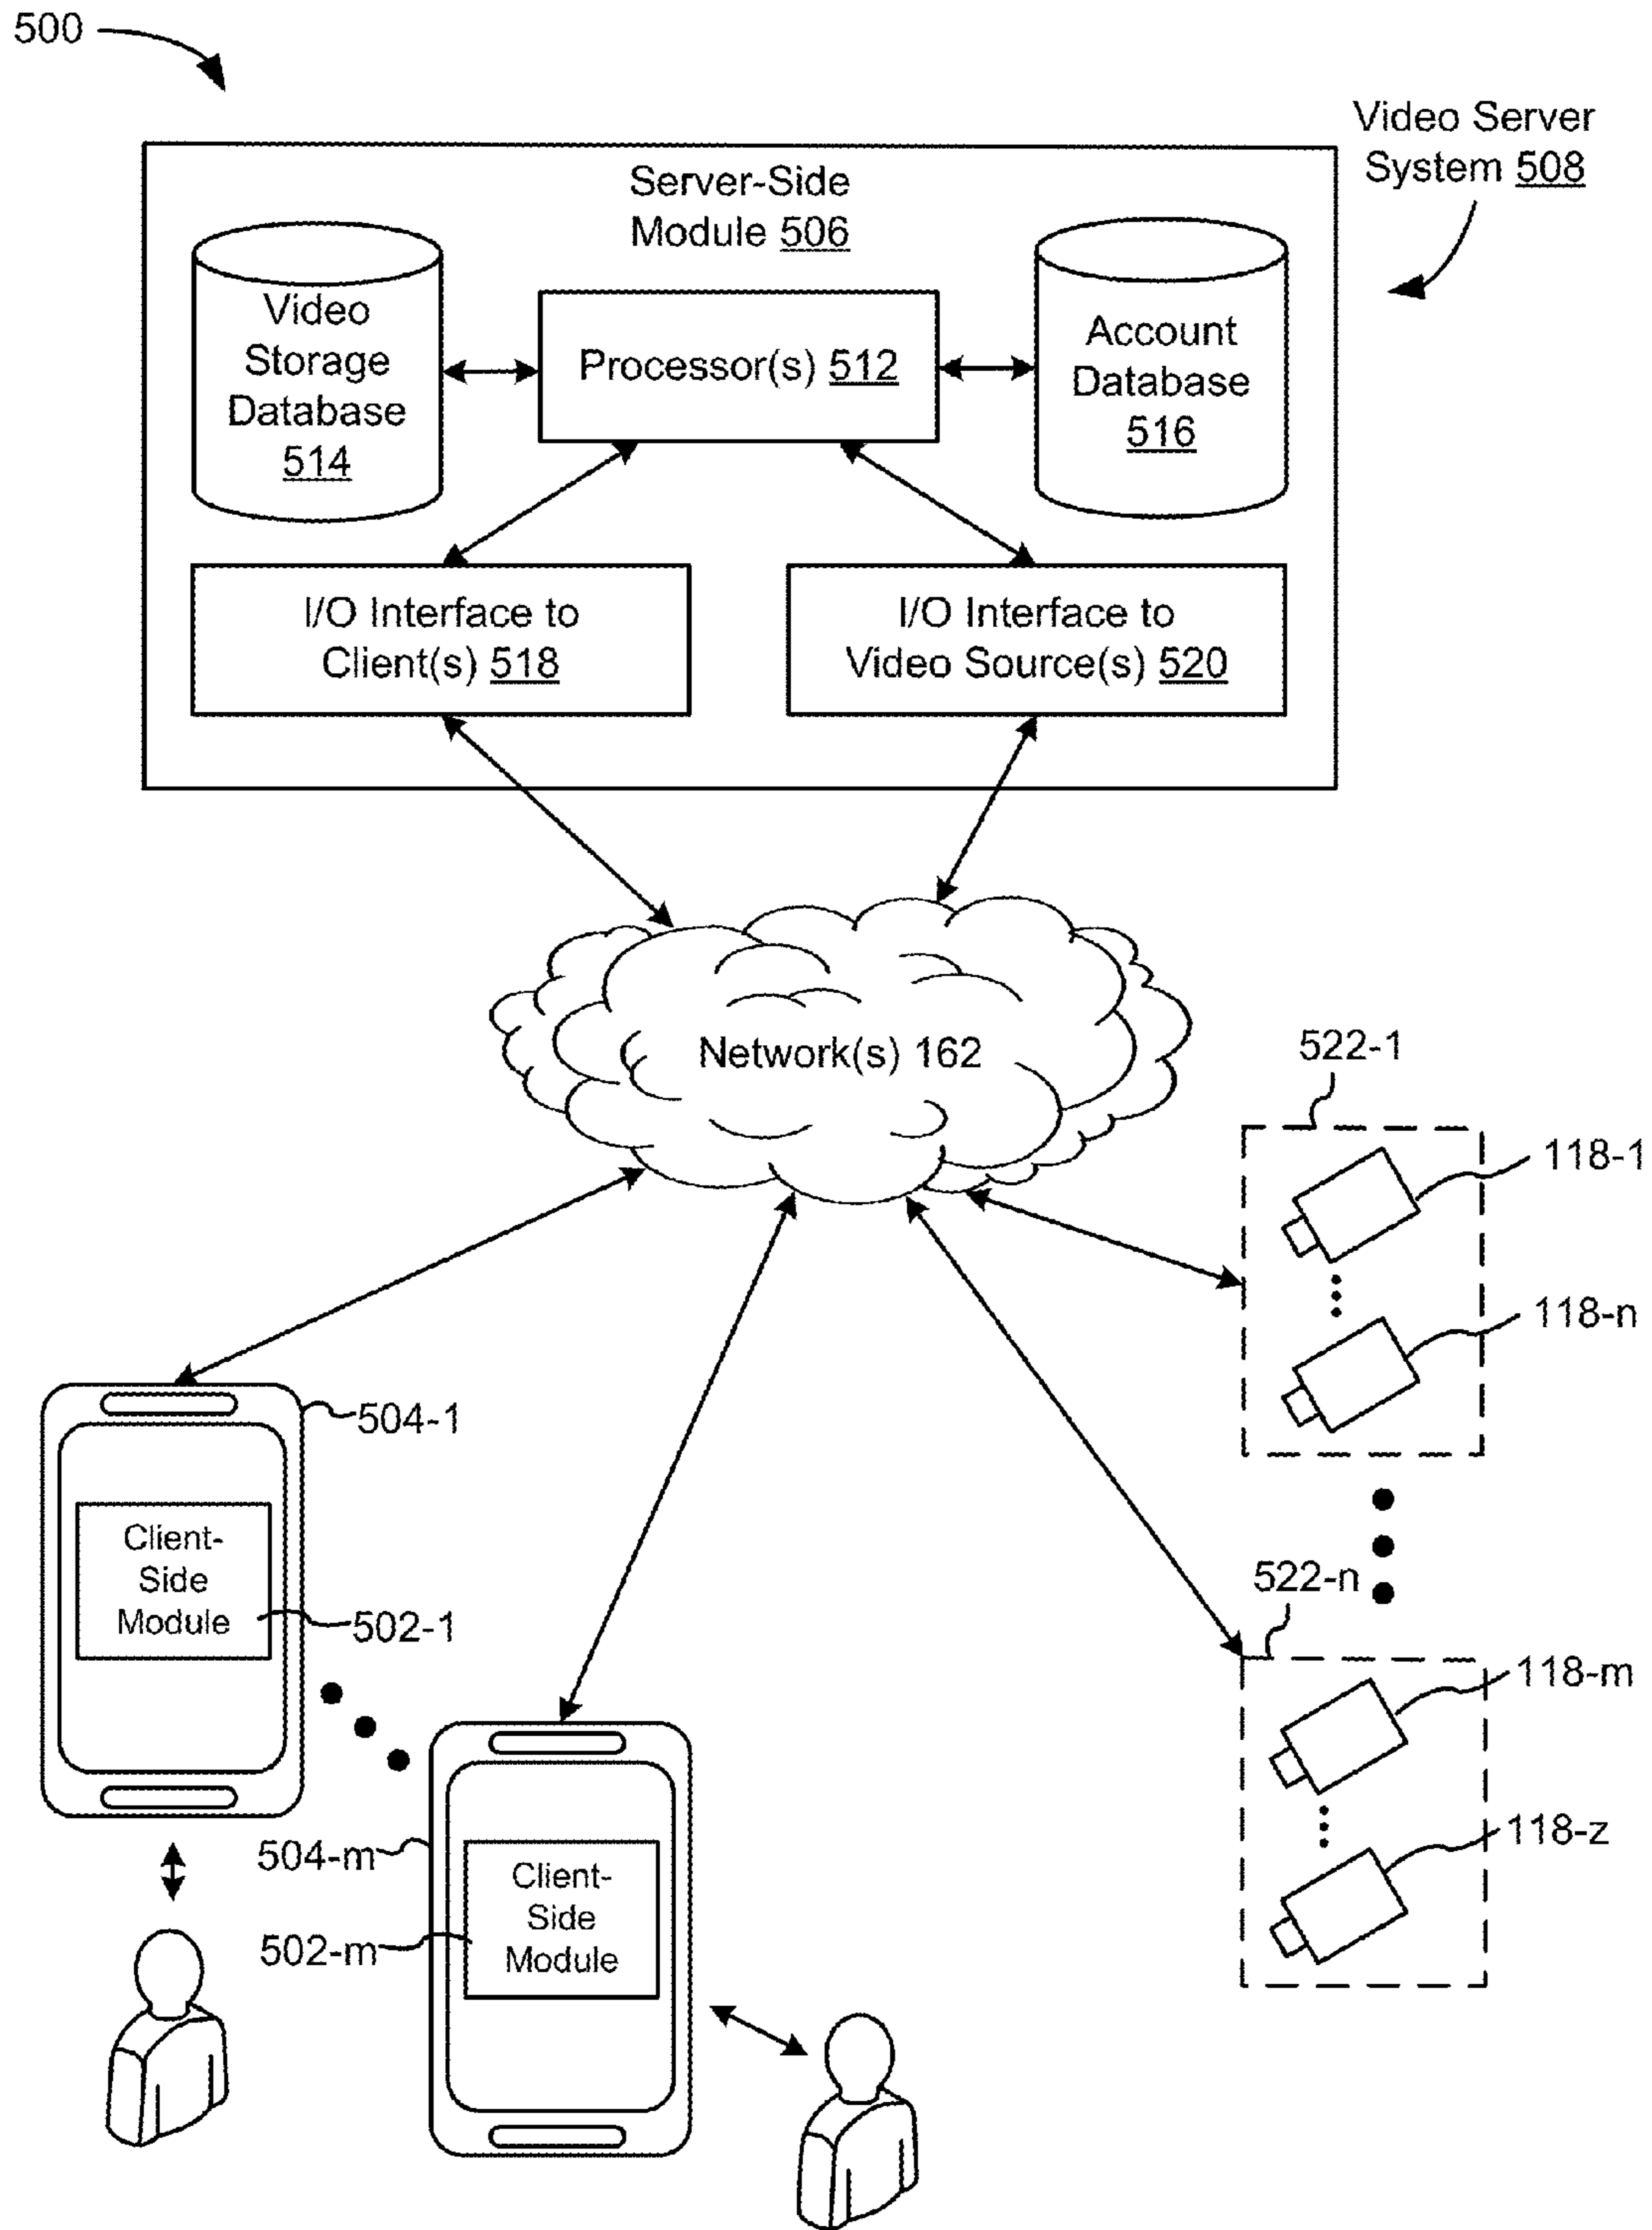 500
Video Server
System 508
Server-Side
Module 506
Video
Storage
Database
514
Processor(s) 512
Account
Database
516
I/O Interface to
Client(s) 518
I/O Interface to
Video Source(s) 520
Network(s) 162
522-1
118-1
118-n
504-1
Client-
Side
Module
502-1
522-n
118-m
118-z
504-m
Client-
Side
Module
502-m